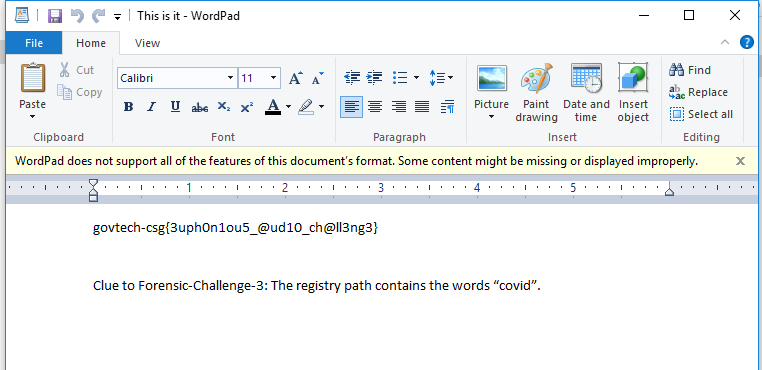 This is it - WordPad
File Home View
Calibri 11
Cut
Copy
Paste
B I U abc X₂ X² A
Picture Paint drawing Date and time Insert object
Find
Replace
Select all
Clipboard Font Paragraph Insert Editing
WordPad does not support all of the features of this document's format. Some content might be missing or displayed improperly. x
1 2 3 4 5
govtech-csg{3uph0n1ou5_@ud10_ch@ll3ng3}
Clue to Forensic-Challenge-3: The registry path contains the words “covid”.